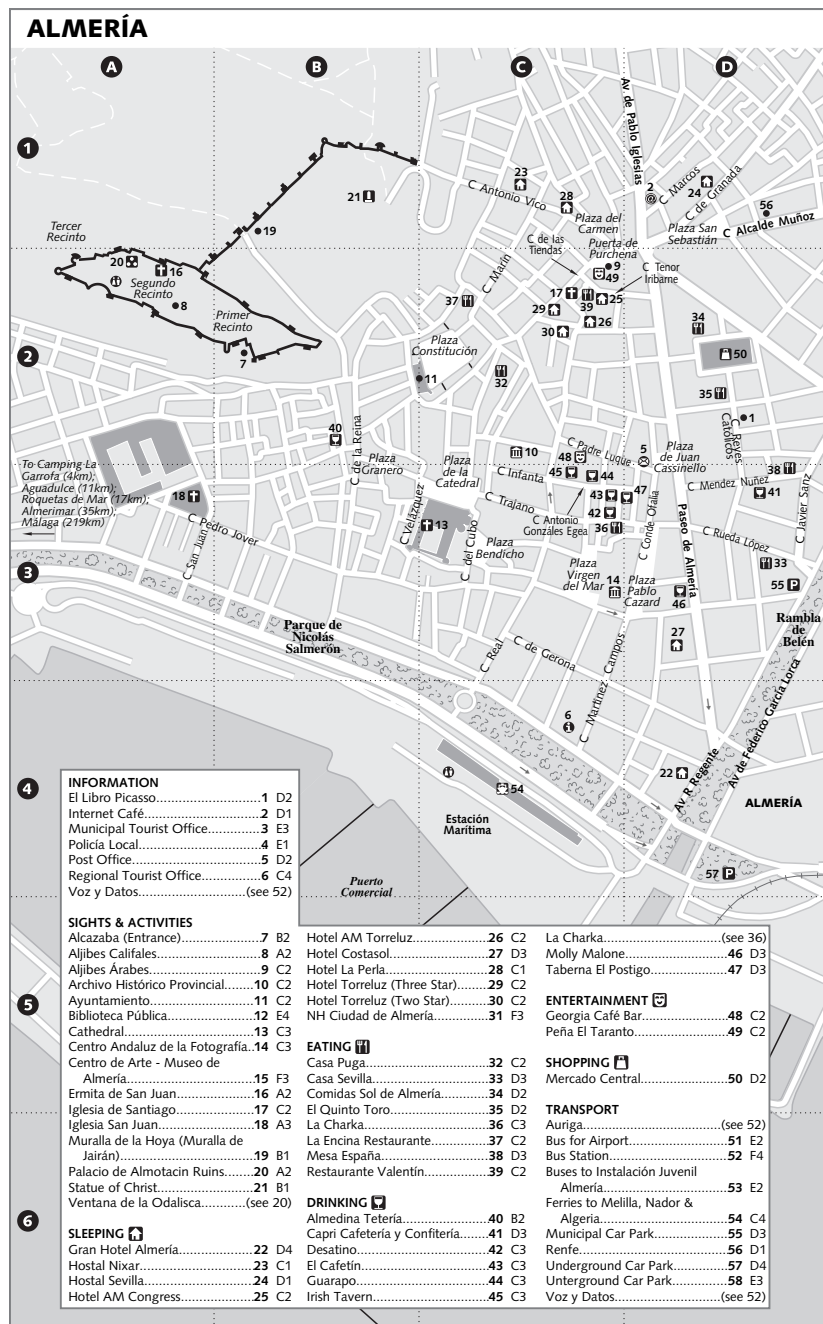 ALMERÍA
A
B
C
D
1
2
3
4
5
6
Av de Pablo Iglesias
23
C Antonio Vico
28
2
C Marcos
24
C de Granada
56
21
19
Plaza del
Carmen
Plaza San
Sebastián
C Alcalde Muñoz
Tercer
Recinto
20
16
Segundo
Recinto
8
Primer
Recinto
7
C Marín
C de las
Tiendas
Puerta de
Purchena
9
49
C Tenor
Iribarne
17
39
25
29
26
30
37
34
50
Plaza
Constitución
11
32
35
1
C Reyes
Católicos
40
C de la Reina
Plaza
Granero
Plaza
de la
Catedral
10
48
C Padre Luque
5
Plaza
de Juan
Cassinello
45
44
C Infanta
43
47
38
C Mendez Nuñez
41
C Javier Sanz
To Camping La
Garrofa (4km);
Aguadulce (11km);
Roquetas de Mar (17km);
Almerimar (35km);
Málaga (219km)
18
C Pedro Jover
C San Juan
C Velázquez
13
C del Cubo
C Trajano
C Antonio
Gonzáles Egea
42
36
C Conde Ofalia
Paseo de Almería
C Rueda López
Plaza
Bendicho
33
55
Plaza
Virgen
del Mar
14
Plaza
Pablo
Cazard
46
Parque de
Nicolás
Salmerón
C Real
C de Gerona
27
Rambla
de
Belén
C Martinez Campos
6
Av de Federico García Lorca
22
Av R Regente
54
Estación
Marítima
ALMERÍA
57
Puerto
Comercial
INFORMATION
El Libro Picasso..........................1 D2
Internet Café.............................2 D1
Municipal Tourist Office............3 E3
Policía Local..............................4 E1
Post Office................................5 D2
Regional Tourist Office..............6 C4
Voz y Datos.......................(see 52)
SIGHTS & ACTIVITIES
Alcazaba (Entrance)..................7 B2
Aljibes Califales.........................8 A2
Aljibes Árabes...........................9 C2
Archivo Histórico Provincial......10 C2
Ayuntamiento..........................11 C2
Biblioteca Pública.....................12 E4
Cathedral.................................13 C3
Centro Andaluz de la Fotografía..14 C3
Centro de Arte - Museo de
Almería...............................15 F3
Ermita de San Juan..................16 A2
Iglesia de Santiago...................17 C2
Iglesia San Juan.......................18 A3
Muralla de la Hoya (Muralla de
Jairán).................................19 B1
Palacio de Almotacin Ruins......20 A2
Statue of Christ........................21 B1
Ventana de la Odalisca.......(see 20)
SLEEPING
Gran Hotel Almería..................22 D4
Hostal Nixar.............................23 C1
Hostal Sevilla...........................24 D1
Hotel AM Congress..................25 C2
Hotel AM Torreluz...................26 C2
Hotel Costasol..........................27 D3
Hotel La Perla..........................28 C1
Hotel Torreluz (Three Star)......29 C2
Hotel Torreluz (Two Star)........30 C2
NH Ciudad de Almería.............31 F3
EATING
Casa Puga................................32 C2
Casa Sevilla..............................33 D3
Comidas Sol de Almería...........34 D2
El Quinto Toro.........................35 D2
La Charka................................36 C3
La Encina Restaurante..............37 C2
Mesa España............................38 D3
Restaurante Valentín................39 C2
DRINKING
Almedina Tetería......................40 B2
Capri Cafetería y Confitería......41 D3
Desatino..................................42 C3
El Cafetín.................................43 C3
Guarapo..................................44 C3
Irish Tavern..............................45 C3
La Charka...........................(see 36)
Molly Malone..........................46 D3
Taberna El Postigo...................47 D3
ENTERTAINMENT
Georgia Café Bar.....................48 C2
Peña El Taranto.......................49 C2
SHOPPING
Mercado Central......................50 D2
TRANSPORT
Auriga................................(see 52)
Bus for Airport.........................51 E2
Bus Station..............................52 F4
Buses to Instalación Juvenil
Almería...............................53 E2
Ferries to Melilla, Nador &
Algeria................................54 C4
Municipal Car Park...................55 D3
Renfe......................................56 D1
Underground Car Park.............57 D4
Unterground Car Park..............58 E3
Voz y Datos.......................(see 52)